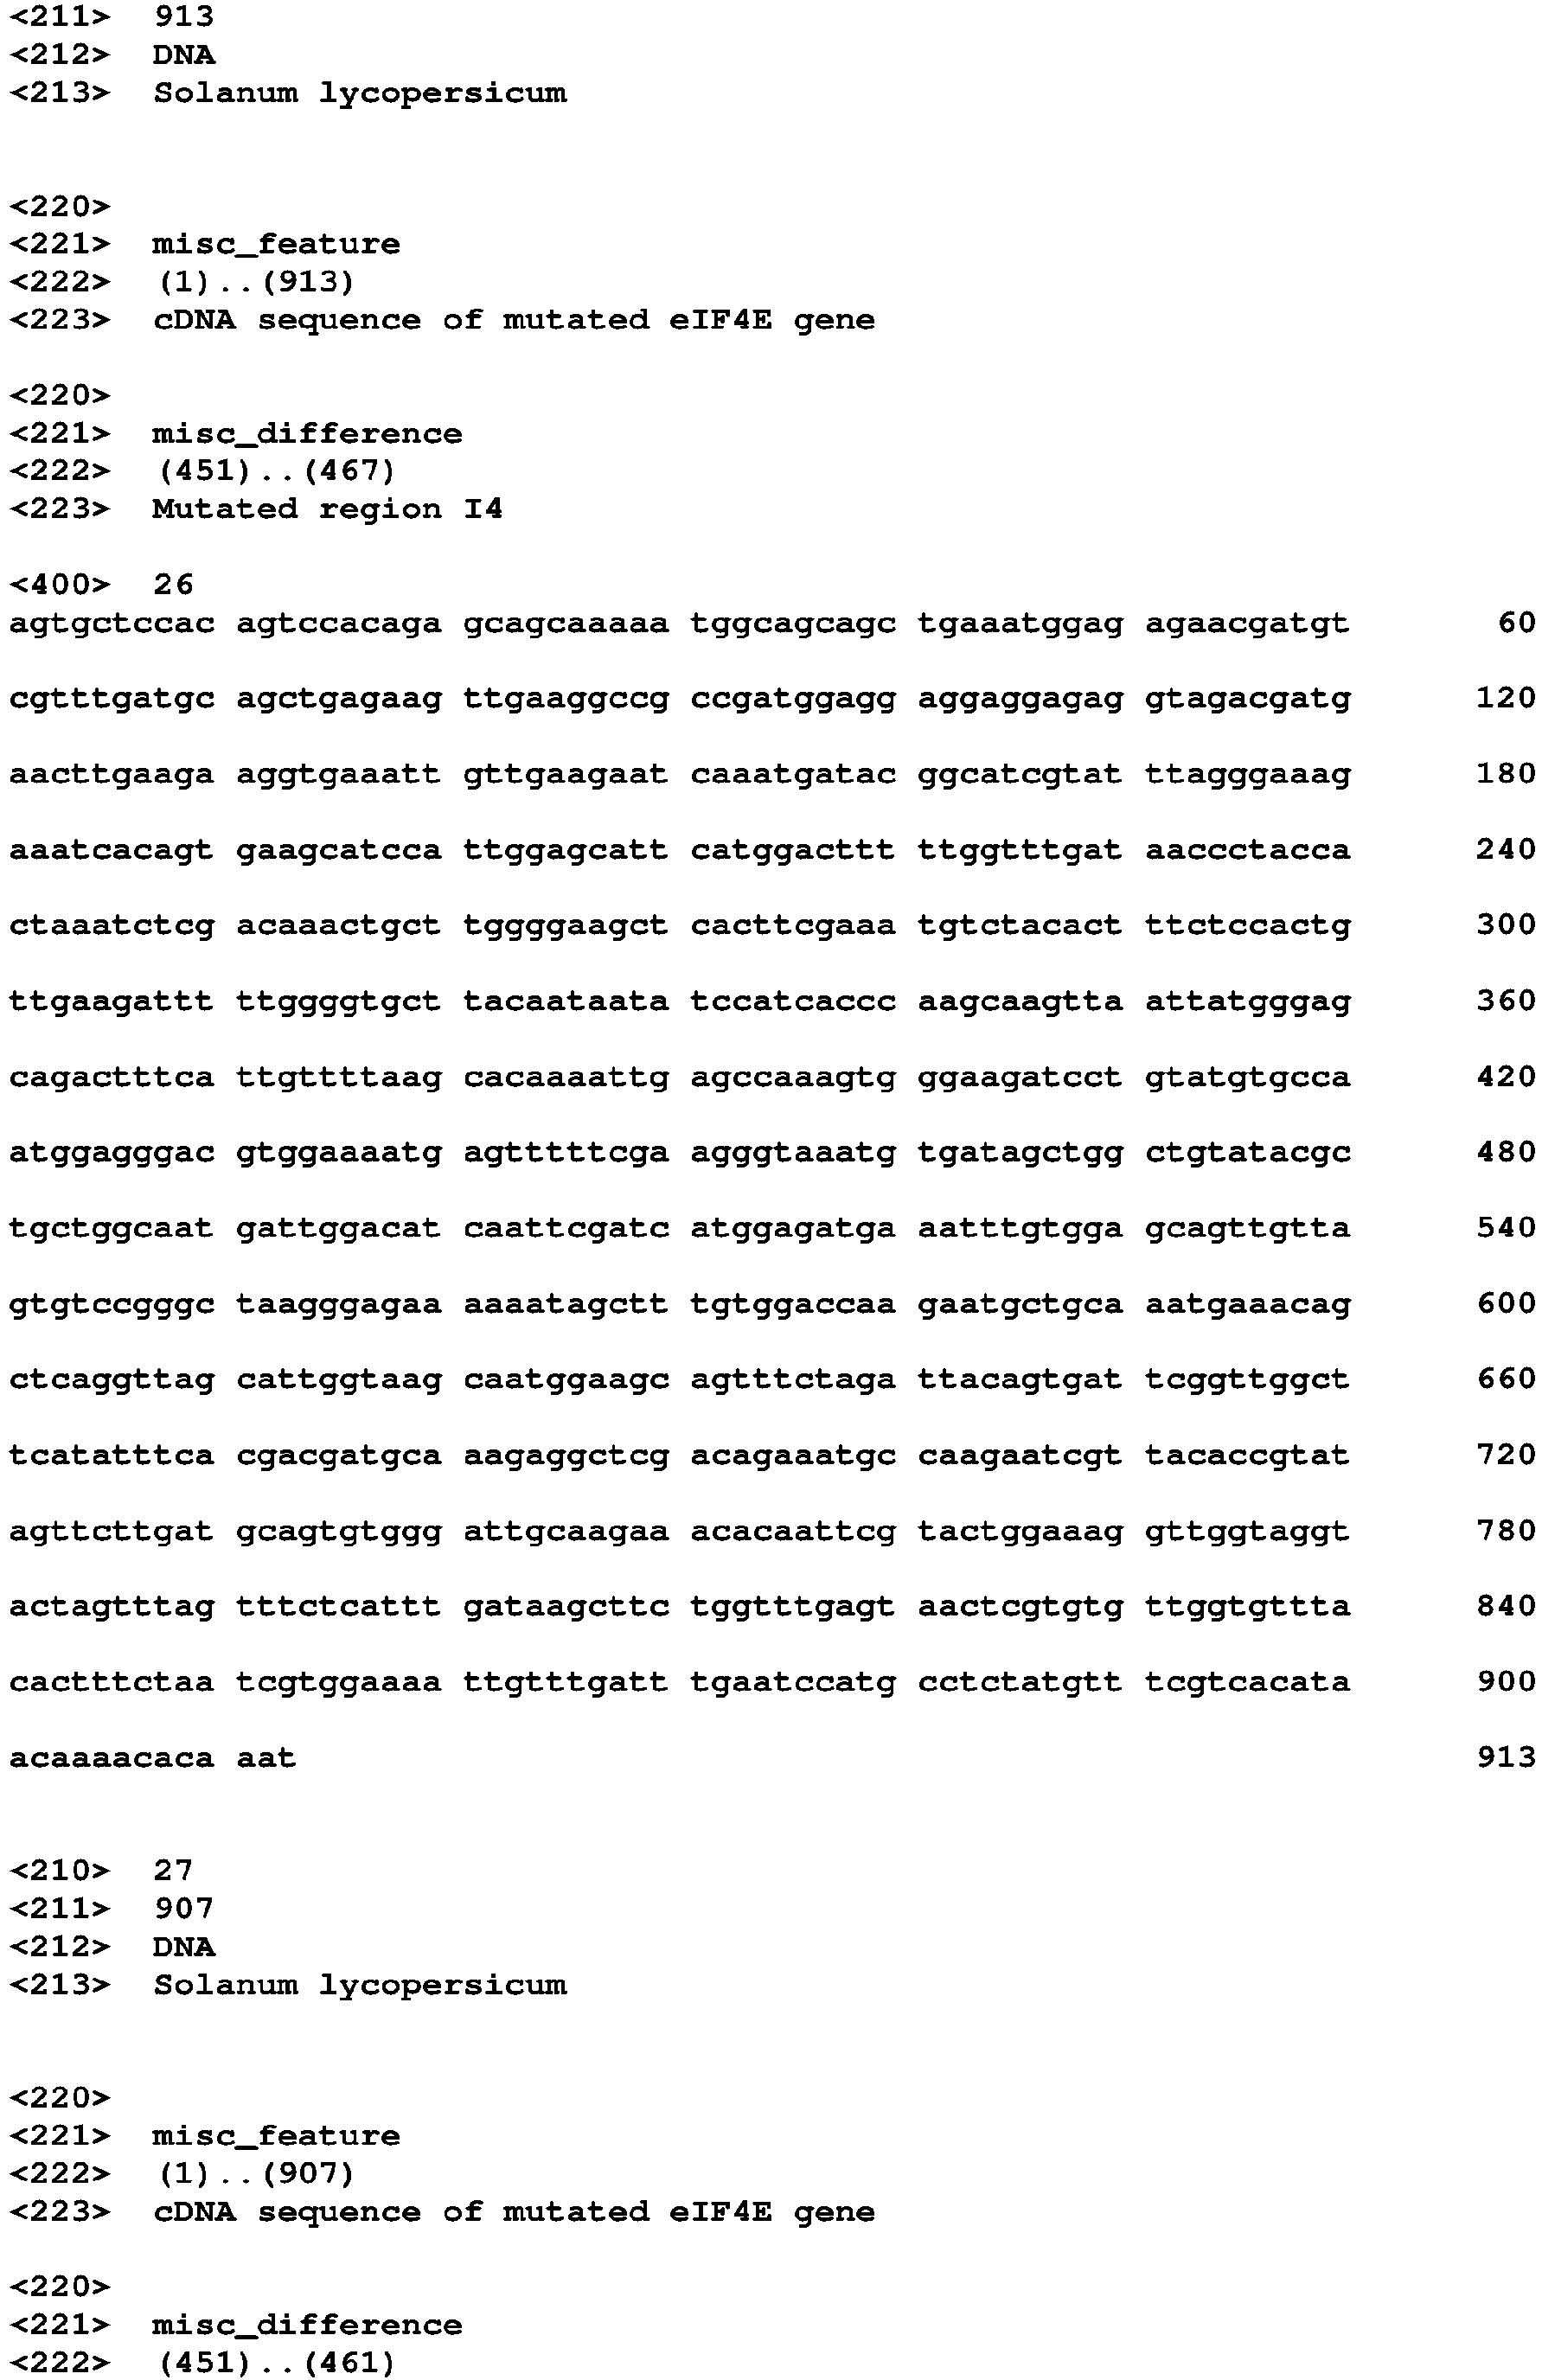 <211> 913
<212> DNA
<213> Solanum lycopersicum
<220>
<221> misc_feature
<222> (1)..(913)
<223> cDNA sequence of mutated eIF4E gene
<220>
<221> misc_difference
<222> (451)..(467)
<223> Mutated region I4
<400> 26
agtgctccac agtccacaga gcagcaaaaa tggcagcagc tgaaatggag agaacgatgt 60
cgtttgatgc agctgagaag ttgaaggccg ccgatggagg aggaggagag gtagacgatg 120
aacttgaaga aggtgaaatt gttgaagaat caaatgatac ggcatcgtat ttagggaaag 180
aaatcacagt gaagcatcca ttggagcatt catggacttt ttggtttgat aaccctacca 240
ctaaatctcg acaaactgct tggggaagct cacttcgaaa tgtctacact ttctccactg 300
ttgaagattt ttggggtgct tacaataata tccatcaccc aagcaagtta attatgggag 360
cagactttca ttgttttaag cacaaaattg agccaaagtg ggaagatcct gtatgtgcca 420
atggagggac gtggaaaatg agtttttcga agggtaaatg tgatagctgg ctgtatacgc 480
tgctggcaat gattggacat caattcgatc atggagatga aatttgtgga gcagttgtta 540
gtgtccgggc taagggagaa aaaatagctt tgtggaccaa gaatgctgca aatgaaacag 600
ctcaggttag cattggtaag caatggaagc agtttctaga ttacagtgat tcggttggct 660
tcatatttca cgacgatgca aagaggctcg acagaaatgc caagaatcgt tacaccgtat 720
agttcttgat gcagtgtggg attgcaagaa acacaattcg tactggaaag gttggtaggt 780
actagtttag tttctcattt gataagcttc tggtttgagt aactcgtgtg ttggtgttta 840
cactttctaa tcgtggaaaa ttgtttgatt tgaatccatg cctctatgtt tcgtcacata 900
acaaaacaca aat 913
<210> 27
<211> 907
<212> DNA
<213> Solanum lycopersicum
<220>
<221> misc_feature
<222> (1)..(907)
<223> cDNA sequence of mutated eIF4E gene
<220>
<221> misc_difference
<222> (451)..(461)